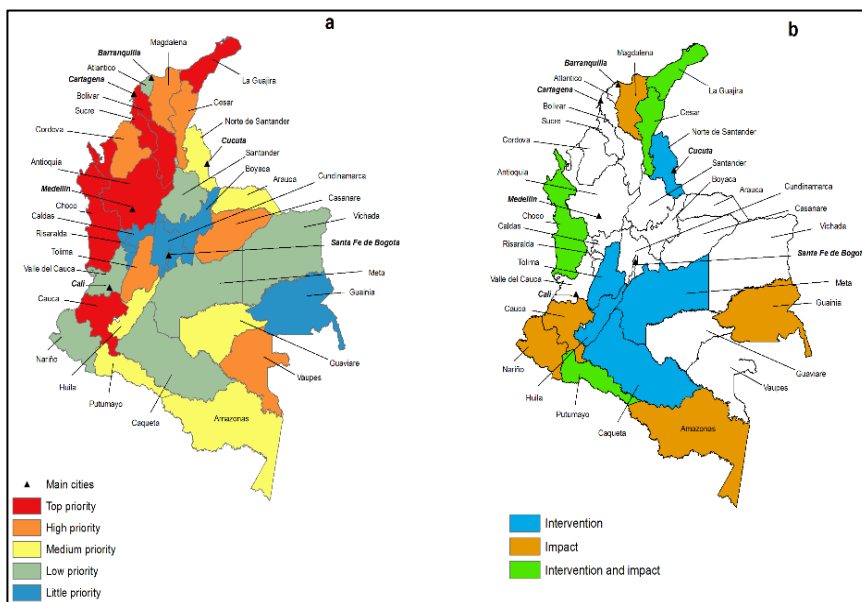 a
Barranquilla
Magdalena
Atlantico
Cartagena
Bolivar
Sucre
Cordova
Antioquia
Medellin
Choco
Caldas
Risaralda
Tolima
Valle del Cauca
Cali
Cauca
Nariño
Huila
Putumayo
Caqueta
La Guajira
Cesar
Norte de Santander
Cucuta
Santander
Boyaca
Arauca
Cundinamarca
Casanare
Vichada
Santa Fe de Bogota
Meta
Guainia
Guaviare
Vaupes
Amazonas
Main cities
Top priority
High priority
Medium priority
Low priority
Little priority
b
Barranquilla
Magdalena
Atlantico
Cartagena
Bolivar
Sucre
Cordova
Antioquia
Medellin
Choco
Caldas
Risaralda
Tolima
Valle del Cauca
Cali
Cauca
Nariño
Huila
Putumayo
Caqueta
La Guajira
Cesar
Norte de Santander
Cucuta
Santander
Boyaca
Arauca
Cundinamarca
Casanare
Vichada
Santa Fe de Bogot
Meta
Guainia
Guaviare
Vaupes
Amazonas
Intervention
Impact
Intervention and impact